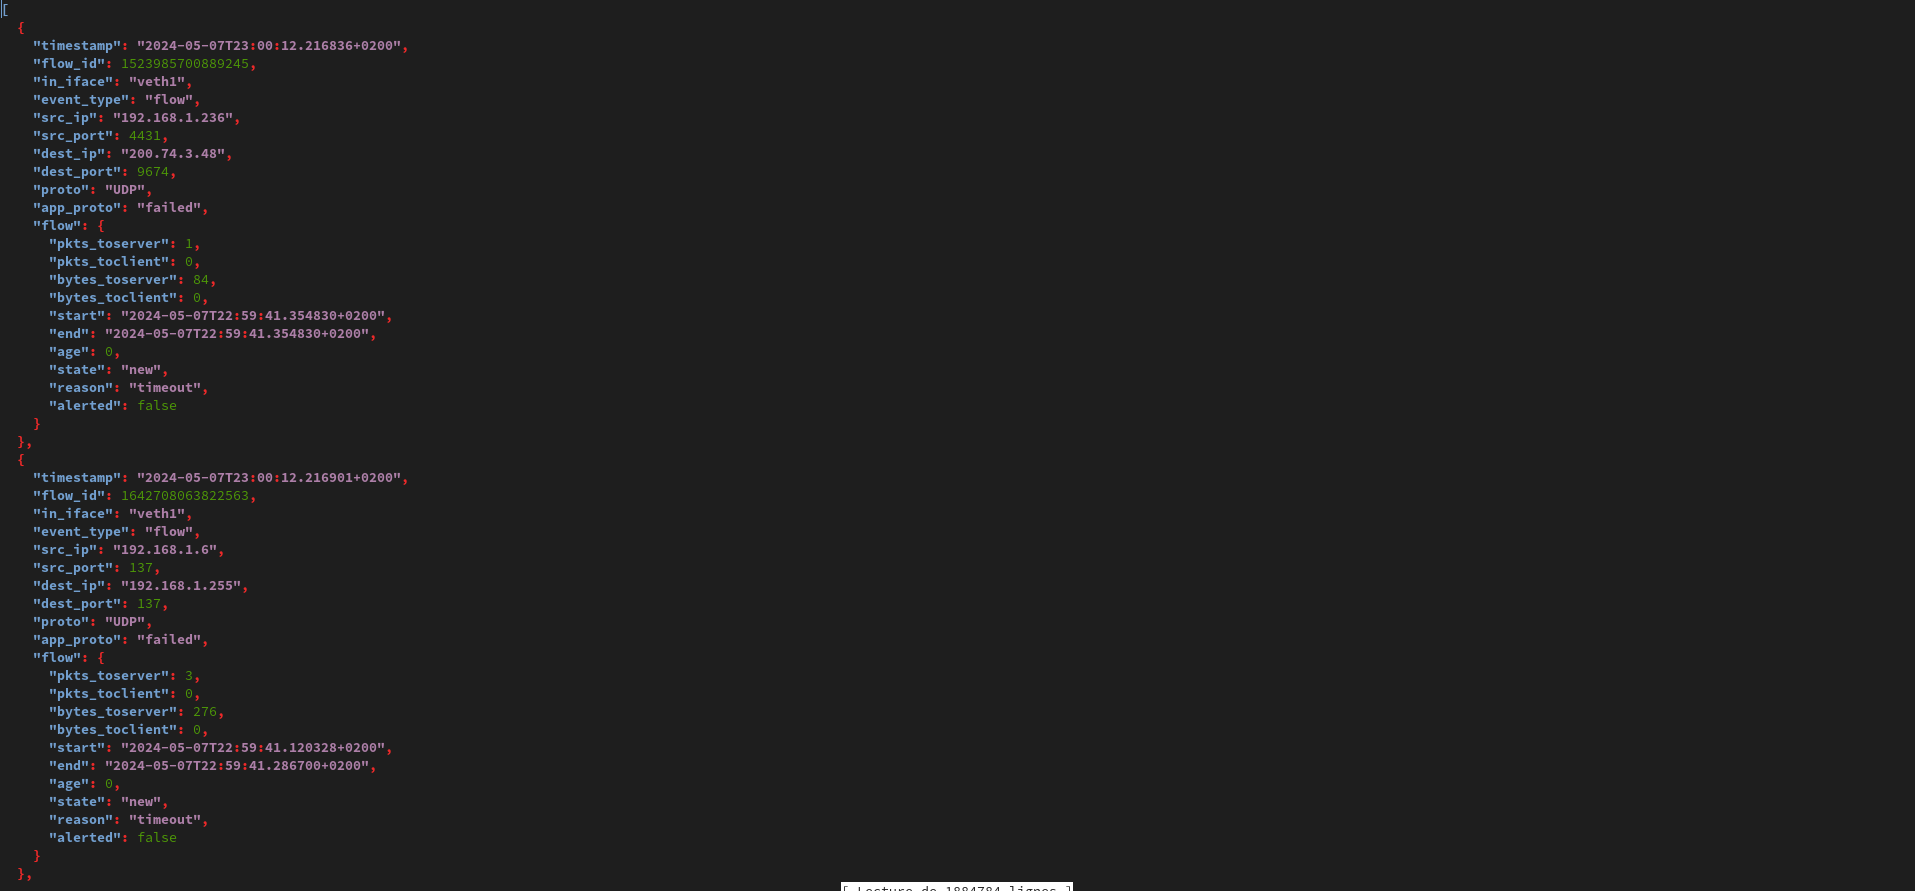 [
  {
    "timestamp": "2024-05-07T23:00:12.216836+0200",
    "flow_id": 1523985700889245,
    "in_iface": "veth1",
    "event_type": "flow",
    "src_ip": "192.168.1.236",
    "src_port": 4431,
    "dest_ip": "200.74.3.48",
    "dest_port": 9674,
    "proto": "UDP",
    "app_proto": "failed",
    "flow": {
      "pkts_toserver": 1,
      "pkts_toclient": 0,
      "bytes_toserver": 84,
      "bytes_toclient": 0,
      "start": "2024-05-07T22:59:41.354830+0200",
      "end": "2024-05-07T22:59:41.354830+0200",
      "age": 0,
      "state": "new",
      "reason": "timeout",
      "alerted": false
    }
  },
  {
    "timestamp": "2024-05-07T23:00:12.216901+0200",
    "flow_id": 1642708063822563,
    "in_iface": "veth1",
    "event_type": "flow",
    "src_ip": "192.168.1.6",
    "src_port": 137,
    "dest_ip": "192.168.1.255",
    "dest_port": 137,
    "proto": "UDP",
    "app_proto": "failed",
    "flow": {
      "pkts_toserver": 3,
      "pkts_toclient": 0,
      "bytes_toserver": 276,
      "bytes_toclient": 0,
      "start": "2024-05-07T22:59:41.120328+0200",
      "end": "2024-05-07T22:59:41.286700+0200",
      "age": 0,
      "state": "new",
      "reason": "timeout",
      "alerted": false
    }
  },
[ Lecture de 1884784 lignes ]